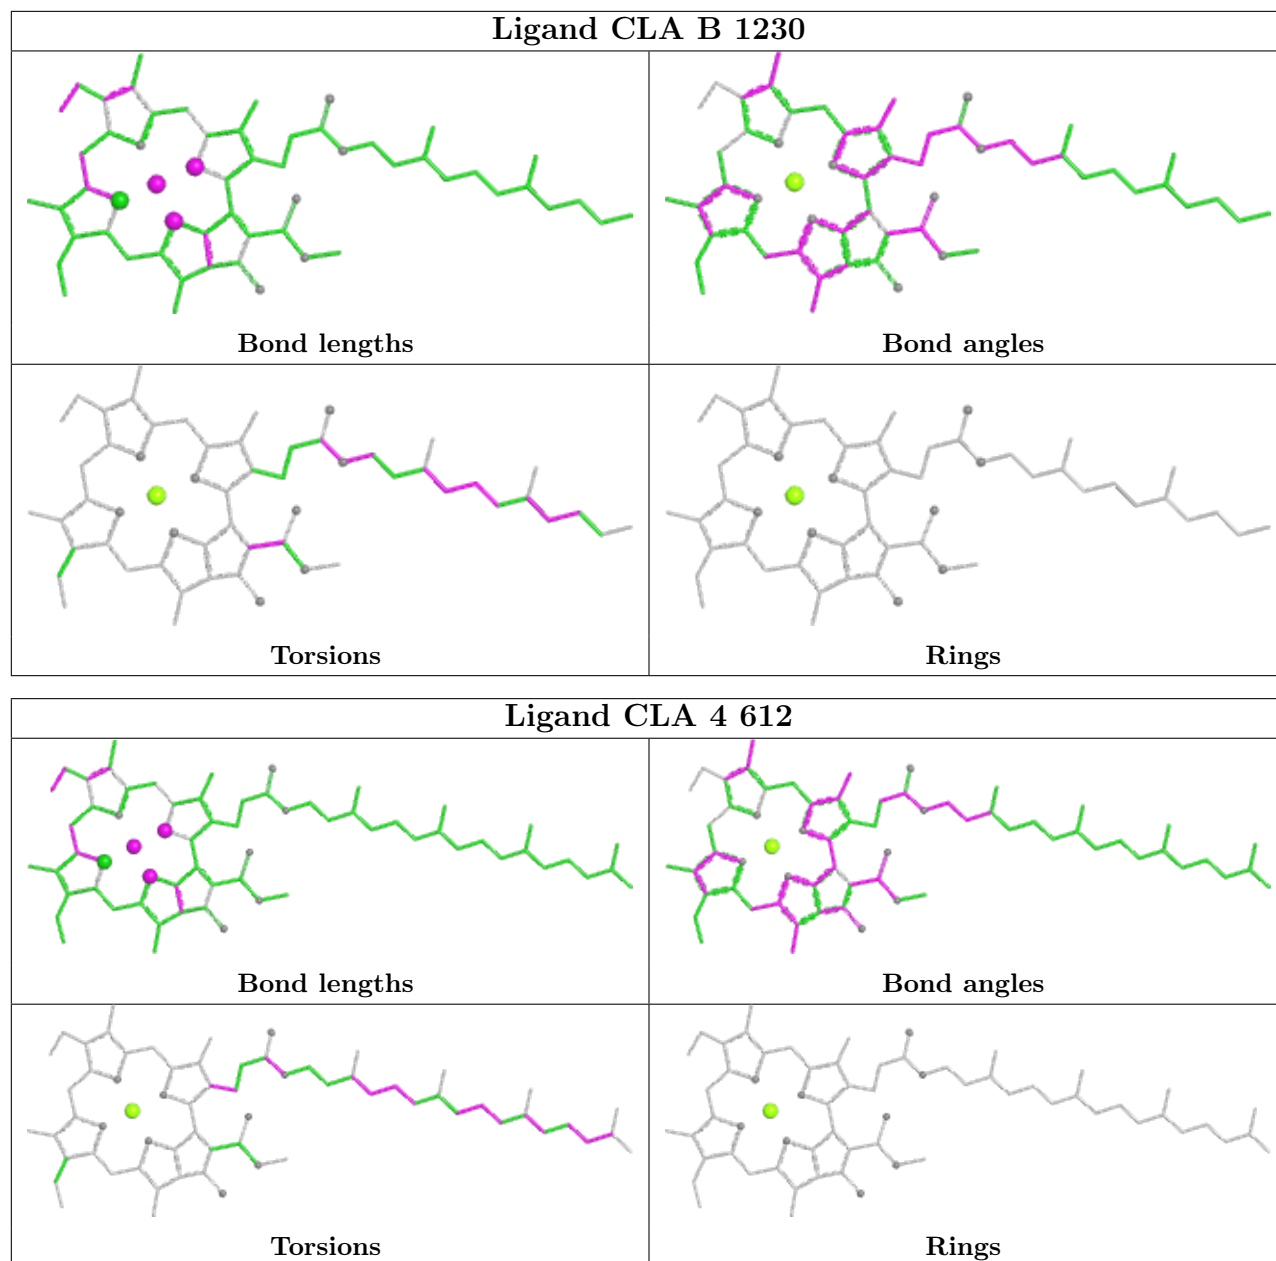 Ligand CLA B 1230
Bond lengths
Bond angles
Torsions
Rings
Ligand CLA 4 612
Bond lengths
Bond angles
Torsions
Rings